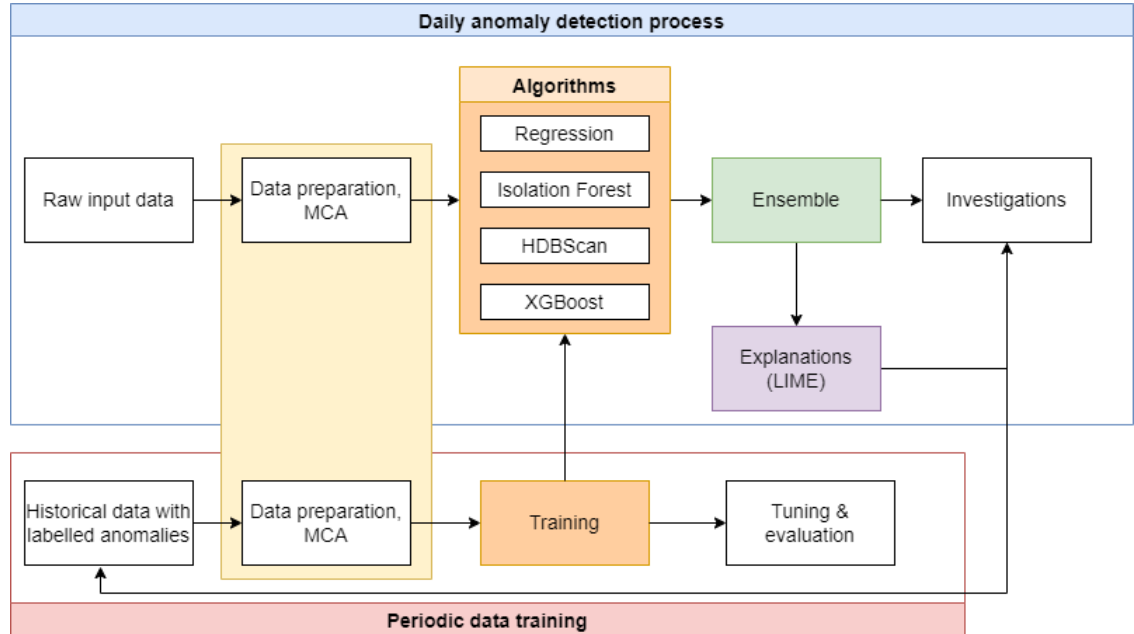 Daily anomaly detection process
Algorithms
Regression
Isolation Forest
HDBScan
XGBoost
Raw input data
Data preparation,
MCA
Ensemble
Investigations
Explanations
(LIME)
Historical data with
labelled anomalies
Data preparation,
MCA
Training
Tuning &
evaluation
Periodic data training